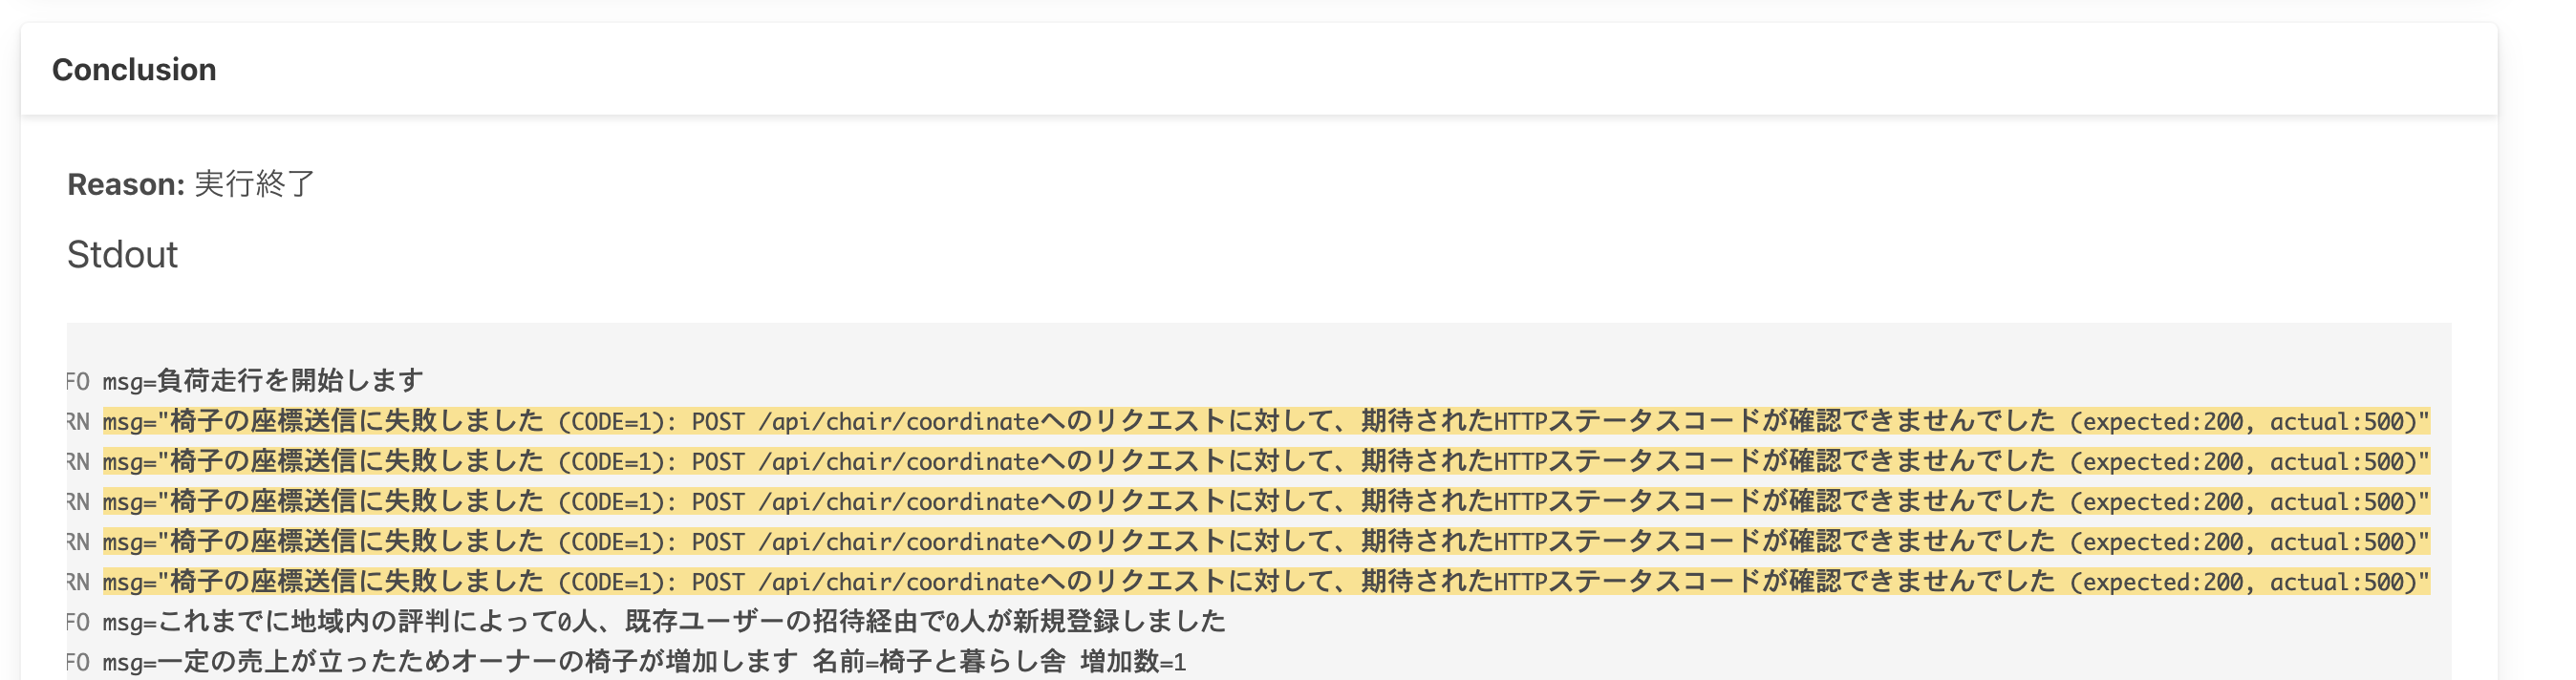 Conclusion
Reason: 実行終了
Stdout
FO msg=負荷走行を開始します
RN msg="椅子の座標送信に失敗しました (CODE=1): POST /api/chair/coordinateへのリクエストに対して、期待されたHTTPステータスコードが確認できませんでした (expected:200, actual:500)"
RN msg="椅子の座標送信に失敗しました (CODE=1): POST /api/chair/coordinateへのリクエストに対して、期待されたHTTPステータスコードが確認できませんでした (expected:200, actual:500)"
RN msg="椅子の座標送信に失敗しました (CODE=1): POST /api/chair/coordinateへのリクエストに対して、期待されたHTTPステータスコードが確認できませんでした (expected:200, actual:500)"
RN msg="椅子の座標送信に失敗しました (CODE=1): POST /api/chair/coordinateへのリクエストに対して、期待されたHTTPステータスコードが確認できませんでした (expected:200, actual:500)"
RN msg="椅子の座標送信に失敗しました (CODE=1): POST /api/chair/coordinateへのリクエストに対して、期待されたHTTPステータスコードが確認できませんでした (expected:200, actual:500)"
FO msg=これまでに地域内の評判によって0人、既存ユーザーの招待経由で0人が新規登録しました
FO msg=一定の売上が立ったためオーナーの椅子が増加します 名前=椅子と暮らし舎 増加数=1